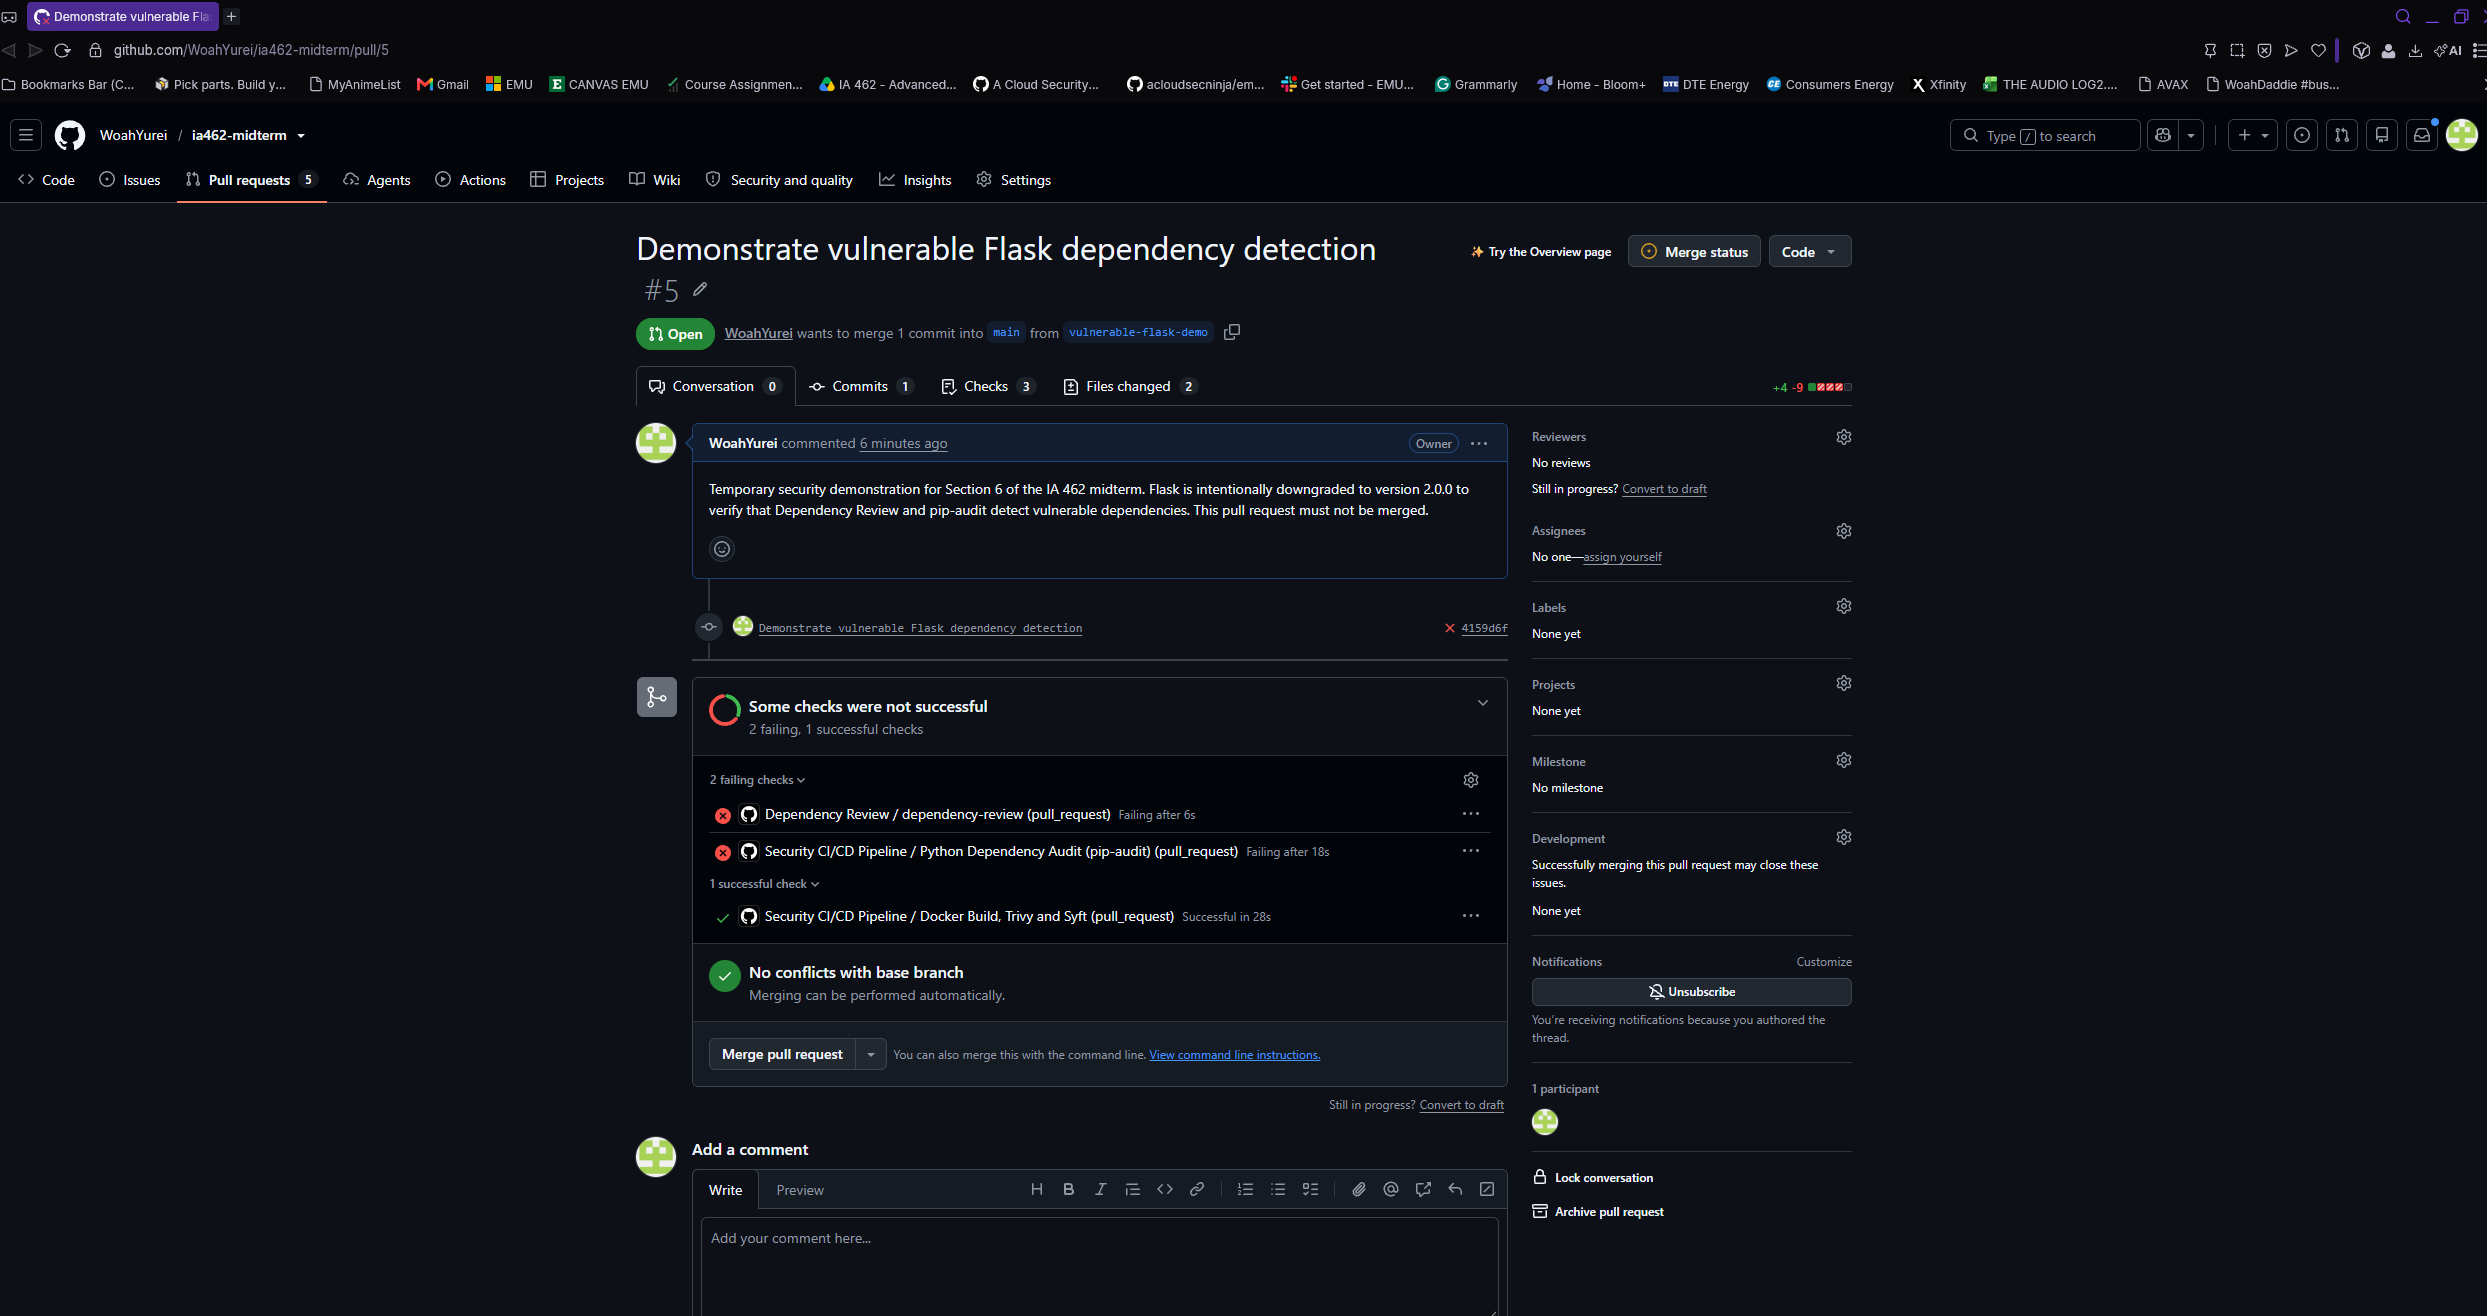 Demonstrate vulnerable Fla
github.com/WoahYurei/ia462-midterm/pull/5
AI
Bookmarks Bar (C... Pick parts. Build y... MyAnimeList Gmail EMU CANVAS EMU Course Assignmen... IA 462 - Advanced... A Cloud Security... acloudsecninja/em... Get started - EMU... Grammarly Home - Bloom+ DTE Energy Consumers Energy Xfinity THE AUDIO LOG2.... AVAX WoahDaddie #bus...
WoahYurei / ia462-midterm
Type / to search
Code Issues Pull requests 5 Agents Actions Projects Wiki Security and quality Insights Settings
Demonstrate vulnerable Flask dependency detection
#5
Try the Overview page Merge status Code
Open WoahYurei wants to merge 1 commit into main from vulnerable-flask-demo
Conversation 0 Commits 1 Checks 3 Files changed 2 +4 -9
WoahYurei commented 6 minutes ago Owner
Temporary security demonstration for Section 6 of the IA 462 midterm. Flask is intentionally downgraded to version 2.0.0 to
verify that Dependency Review and pip-audit detect vulnerable dependencies. This pull request must not be merged.
Demonstrate vulnerable Flask dependency detection 4159d6f
Some checks were not successful
2 failing, 1 successful checks
2 failing checks
Dependency Review / dependency-review (pull_request) Failing after 6s
Security CI/CD Pipeline / Python Dependency Audit (pip-audit) (pull_request) Failing after 18s
1 successful check
Security CI/CD Pipeline / Docker Build, Trivy and Syft (pull_request) Successful in 28s
No conflicts with base branch
Merging can be performed automatically.
Merge pull request You can also merge this with the command line. View command line instructions.
Still in progress? Convert to draft
Add a comment
Write Preview
Add your comment here...
Reviewers
No reviews
Still in progress? Convert to draft
Assignees
No one—assign yourself
Labels
None yet
Projects
None yet
Milestone
No milestone
Development
Successfully merging this pull request may close these
issues.
None yet
Notifications Customize
Unsubscribe
You're receiving notifications because you authored the
thread.
1 participant
Lock conversation
Archive pull request